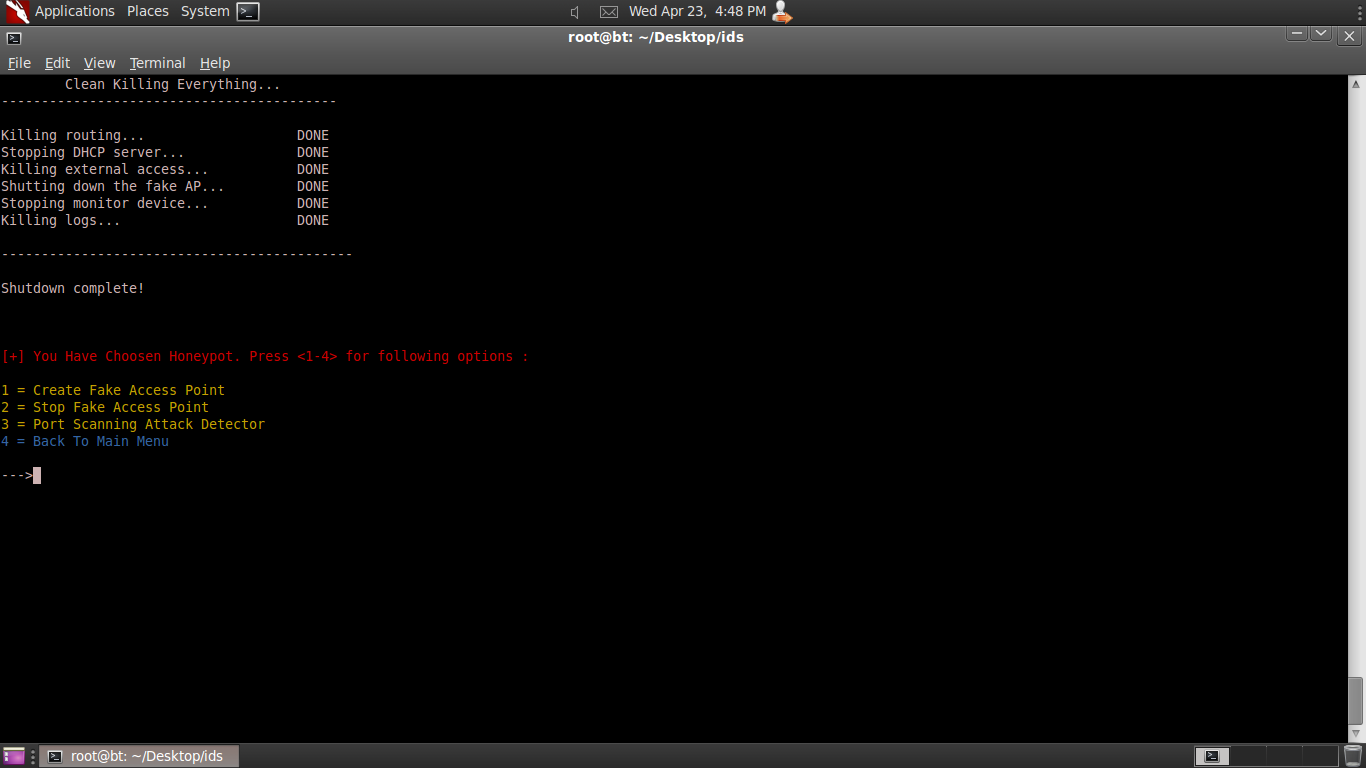 Applications Places System Wed Apr 23, 4:48 PM
root@bt: ~/Desktop/ids
File Edit View Terminal Help
Clean Killing Everything...
------------------------------------------
Killing routing... DONE
Stopping DHCP server... DONE
Killing external access... DONE
Shutting down the fake AP... DONE
Stopping monitor device... DONE
Killing logs... DONE
--------------------------------------------
Shutdown complete!
[+] You Have Choosen Honeypot. Press <1-4> for following options :
1 = Create Fake Access Point
2 = Stop Fake Access Point
3 = Port Scanning Attack Detector
4 = Back To Main Menu
--->
root@bt: ~/Desktop/ids